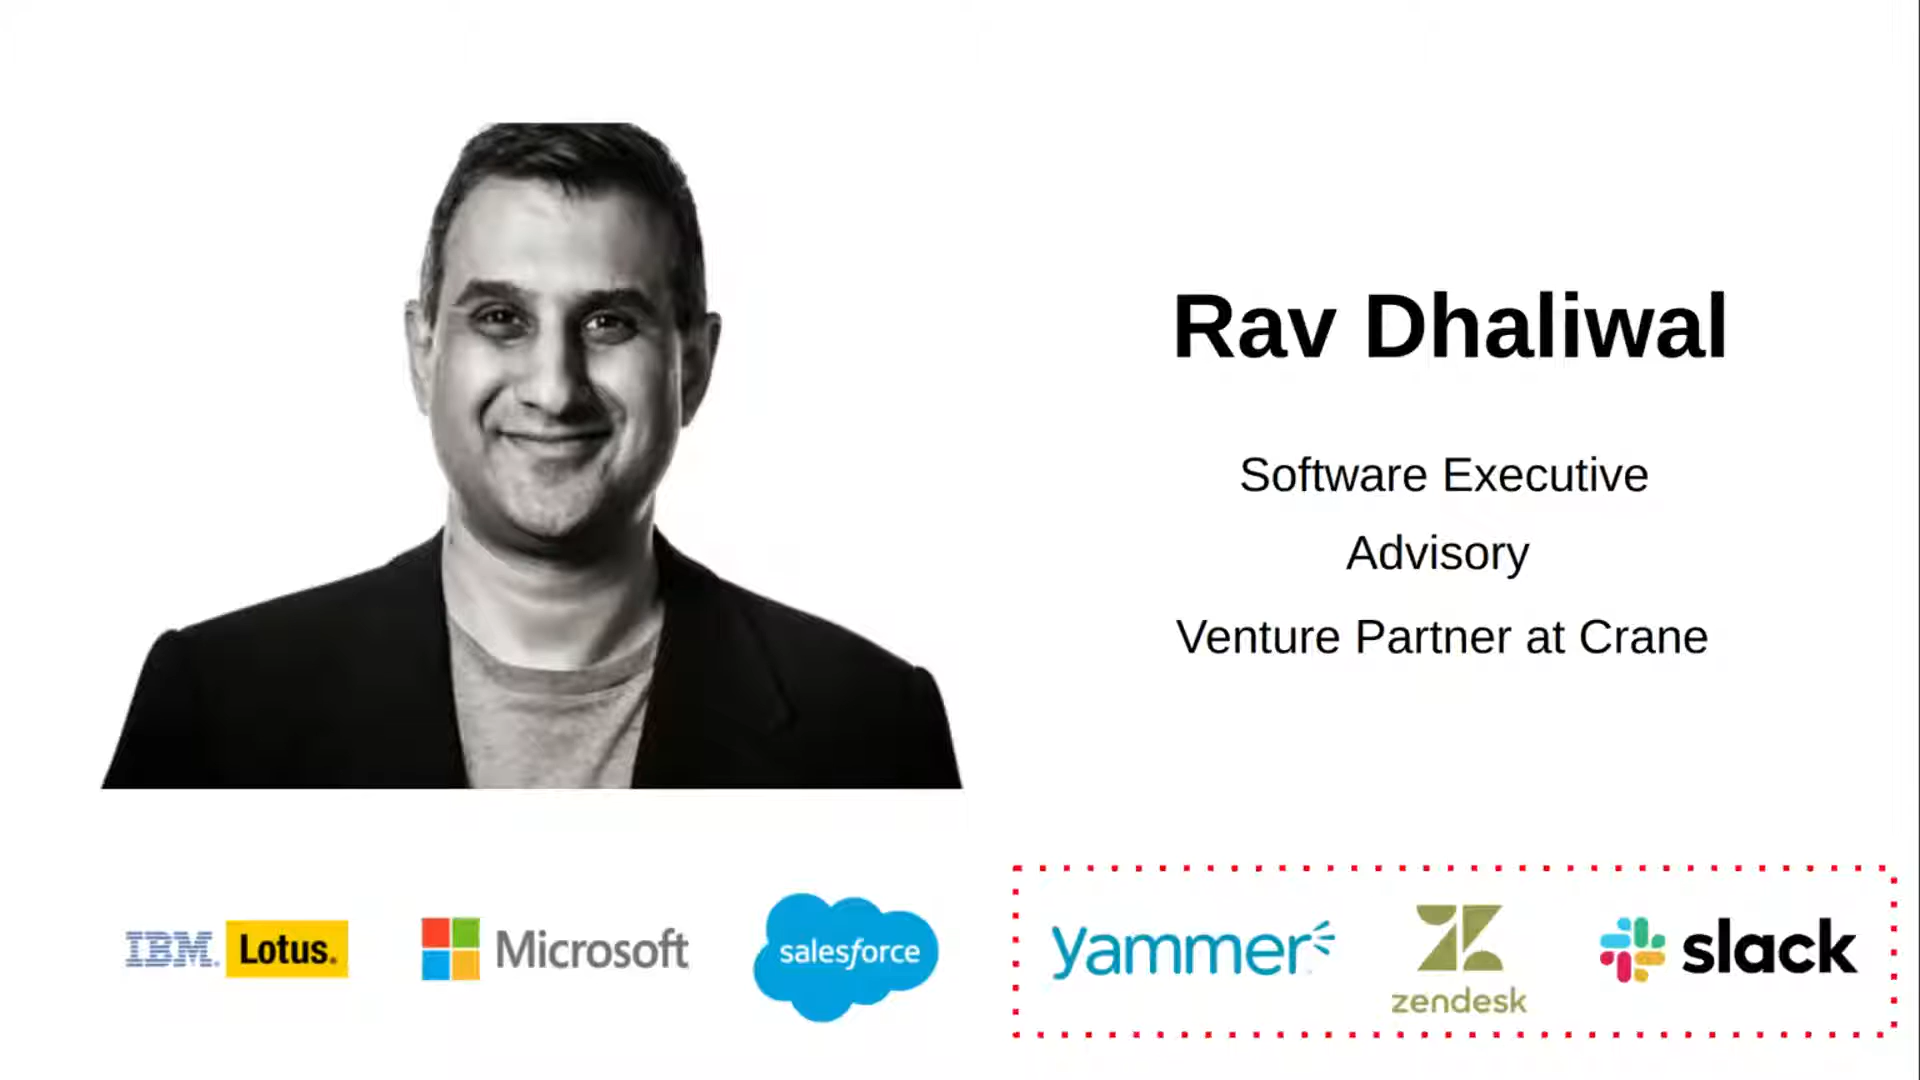 Rav Dhaliwal
Software Executive
Advisory
Venture Partner at Crane
IBM. Lotus.
Microsoft
salesforce
yammer
zendesk
slack